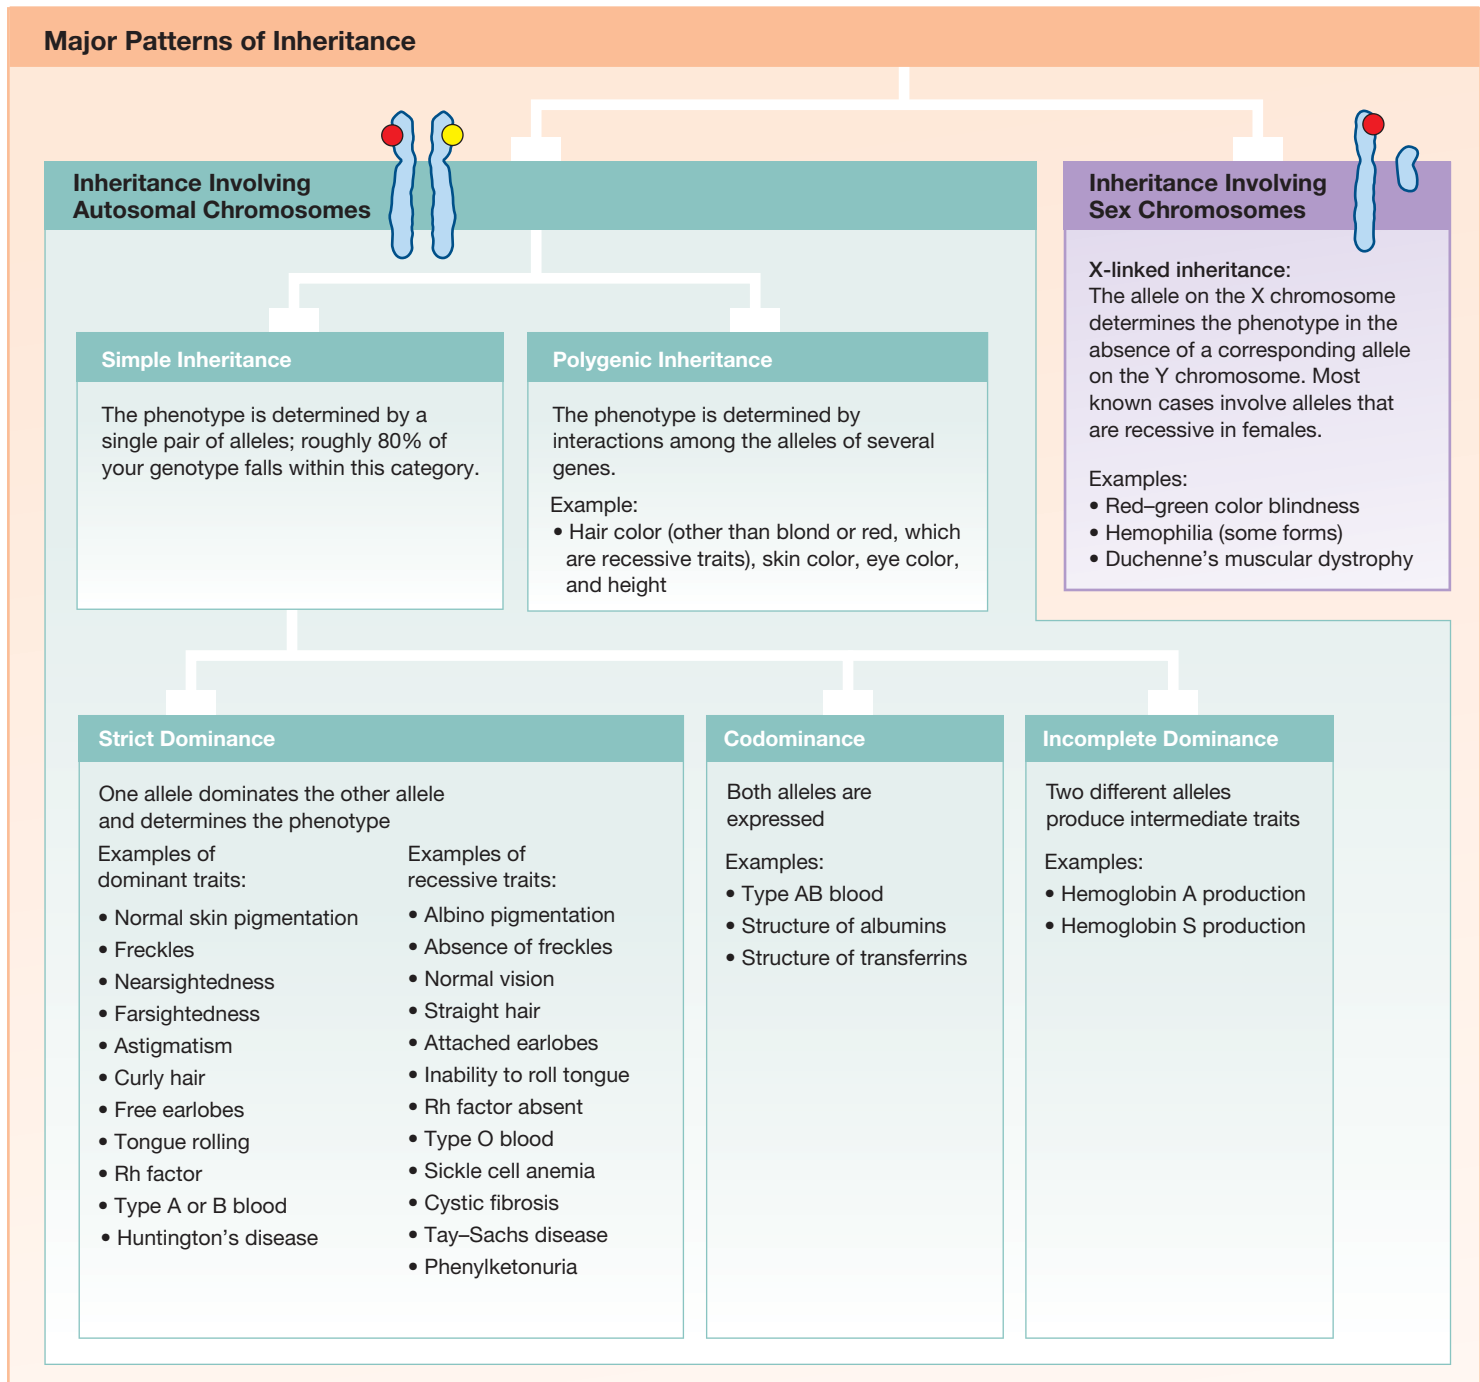 Major Patterns of Inheritance
Inheritance Involving
Autosomal Chromosomes
Inheritance Involving
Sex Chromosomes
X-linked inheritance:
The allele on the X chromosome
determines the phenotype in the
absence of a corresponding allele
on the Y chromosome. Most
known cases involve alleles that
are recessive in females.
Examples:
• Red–green color blindness
• Hemophilia (some forms)
• Duchenne’s muscular dystrophy
Simple Inheritance
The phenotype is determined by a
single pair of alleles; roughly 80% of
your genotype falls within this category.
Polygenic Inheritance
The phenotype is determined by
interactions among the alleles of several
genes.
Example:
• Hair color (other than blond or red, which
are recessive traits), skin color, eye color,
and height
Strict Dominance
One allele dominates the other allele
and determines the phenotype
Examples of
dominant traits:
• Normal skin pigmentation
• Freckles
• Nearsightedness
• Farsightedness
• Astigmatism
• Curly hair
• Free earlobes
• Tongue rolling
• Rh factor
• Type A or B blood
• Huntington’s disease
Examples of
recessive traits:
• Albino pigmentation
• Absence of freckles
• Normal vision
• Straight hair
• Attached earlobes
• Inability to roll tongue
• Rh factor absent
• Type O blood
• Sickle cell anemia
• Cystic fibrosis
• Tay–Sachs disease
• Phenylketonuria
Codominance
Both alleles are
expressed
Examples:
• Type AB blood
• Structure of albumins
• Structure of transferrins
Incomplete Dominance
Two different alleles
produce intermediate traits
Examples:
• Hemoglobin A production
• Hemoglobin S production